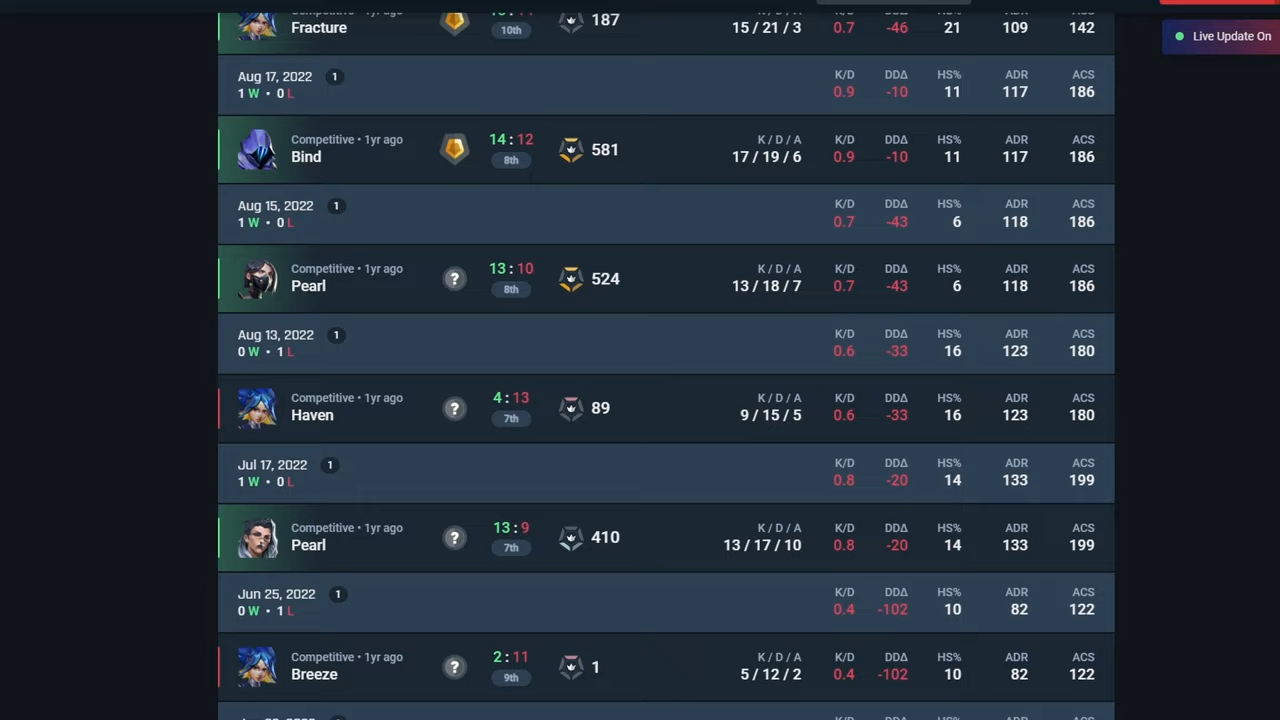 Competitive • 1yr ago
Fracture
10th
187
15 / 21 / 3
0.7
-46
21
109
142
Live Update On
Aug 17, 2022 1
1 W • 0 L
K/D DDΔ HS% ADR ACS
0.9 -10 11 117 186
Competitive • 1yr ago
Bind
14 : 12
8th
581
K / D / A K/D DDΔ HS% ADR ACS
17 / 19 / 6 0.9 -10 11 117 186
Aug 15, 2022 1
1 W • 0 L
K/D DDΔ HS% ADR ACS
0.7 -43 6 118 186
Competitive • 1yr ago
Pearl
?
13 : 10
8th
524
K / D / A K/D DDΔ HS% ADR ACS
13 / 18 / 7 0.7 -43 6 118 186
Aug 13, 2022 1
0 W • 1 L
K/D DDΔ HS% ADR ACS
0.6 -33 16 123 180
Competitive • 1yr ago
Haven
?
4 : 13
7th
89
K / D / A K/D DDΔ HS% ADR ACS
9 / 15 / 5 0.6 -33 16 123 180
Jul 17, 2022 1
1 W • 0 L
K/D DDΔ HS% ADR ACS
0.8 -20 14 133 199
Competitive • 1yr ago
Pearl
?
13 : 9
7th
410
K / D / A K/D DDΔ HS% ADR ACS
13 / 17 / 10 0.8 -20 14 133 199
Jun 25, 2022 1
0 W • 1 L
K/D DDΔ HS% ADR ACS
0.4 -102 10 82 122
Competitive • 1yr ago
Breeze
?
2 : 11
9th
1
K / D / A K/D DDΔ HS% ADR ACS
5 / 12 / 2 0.4 -102 10 82 122